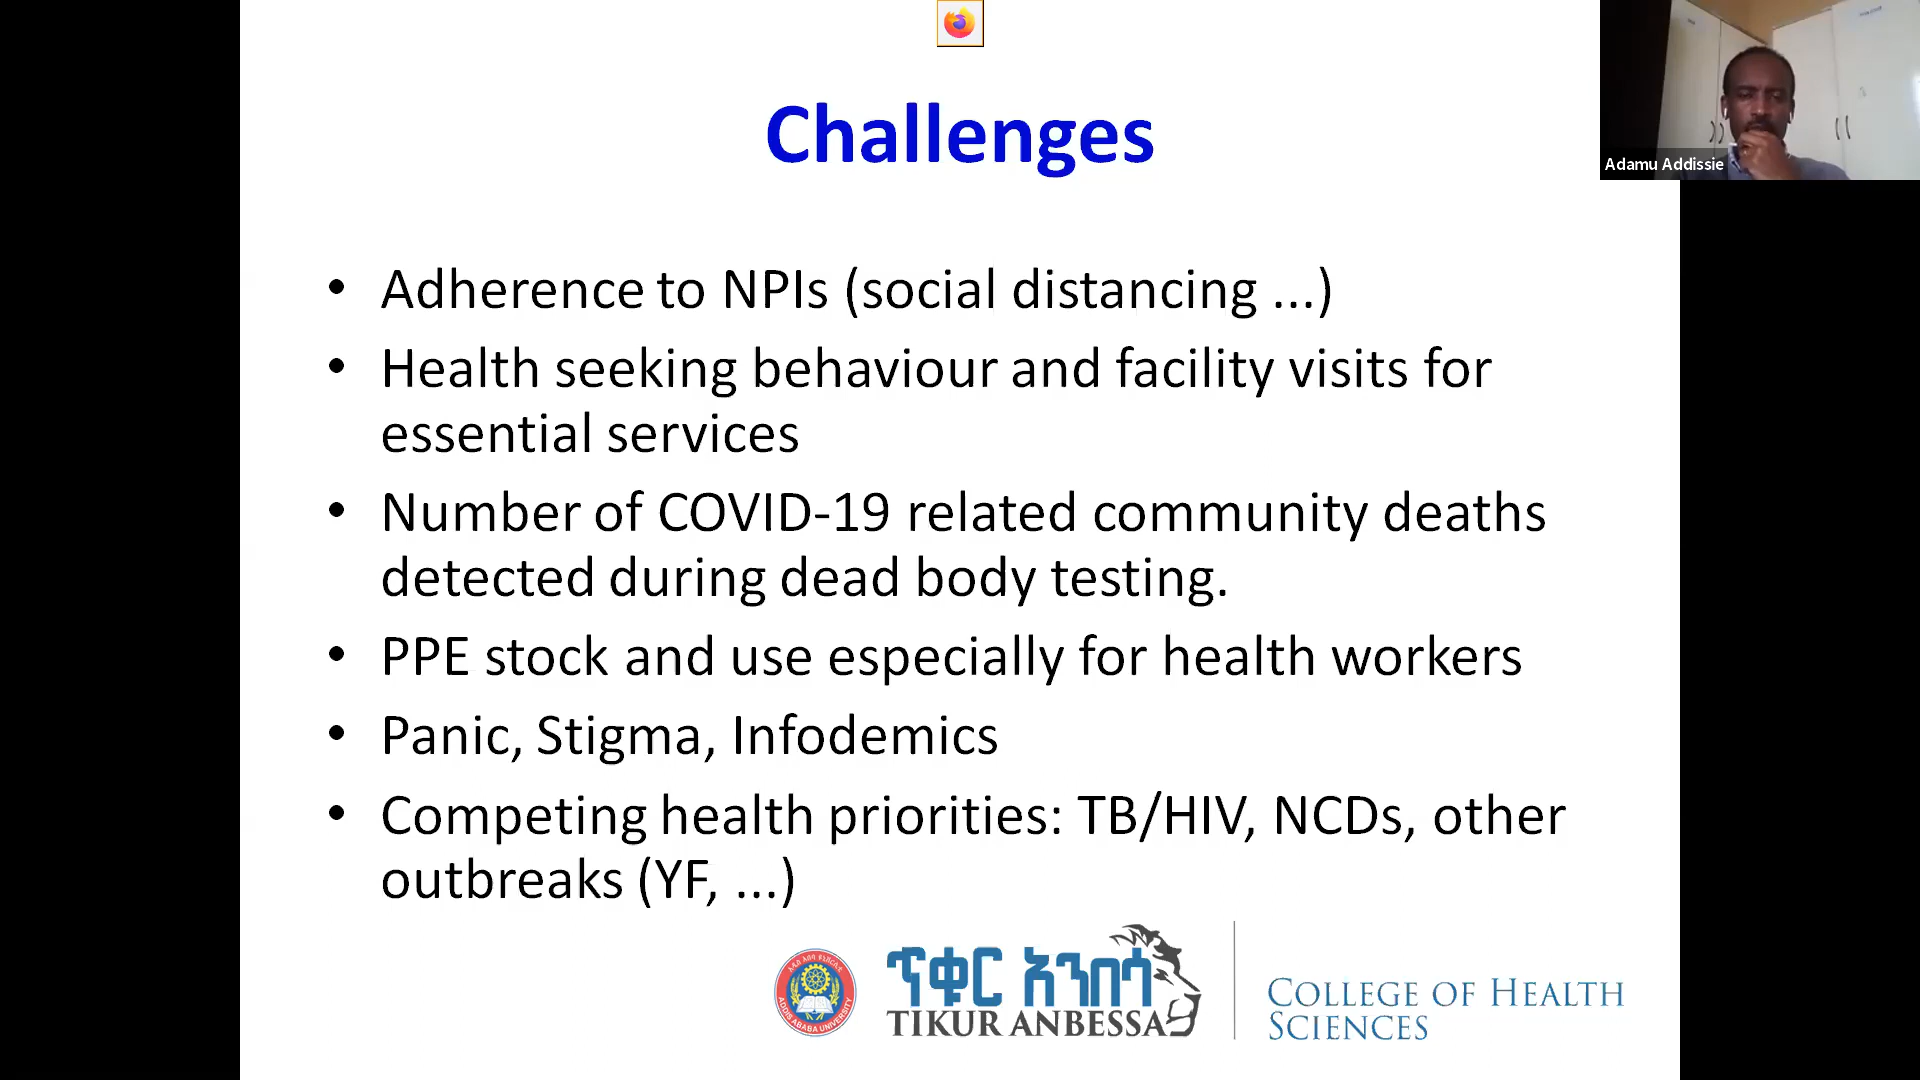 Challenges
Adamu Addissie
• Adherence to NPIs (social distancing ...)
• Health seeking behaviour and facility visits for
essential services
• Number of COVID-19 related community deaths
detected during dead body testing.
• PPE stock and use especially for health workers
• Panic, Stigma, Infodemics
• Competing health priorities: TB/HIV, NCDs, other
outbreaks (YF, ...)
ADDIS ABABA UNIVERSITY
ጥቁር አንበሳ
TIKUR ANBESSA
COLLEGE OF HEALTH
SCIENCES